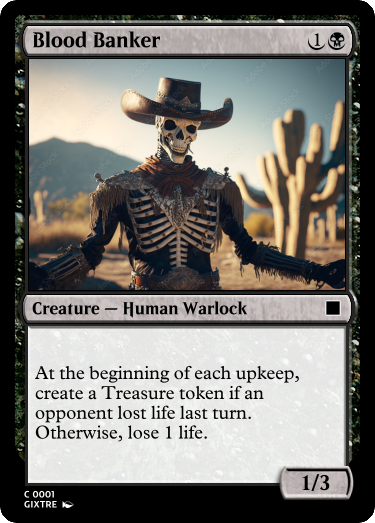 Blood Banker
1
Creature — Human Warlock
At the beginning of each upkeep,
create a Treasure token if an
opponent lost life last turn.
Otherwise, lose 1 life.
1/3
C 0001
GIXTRE